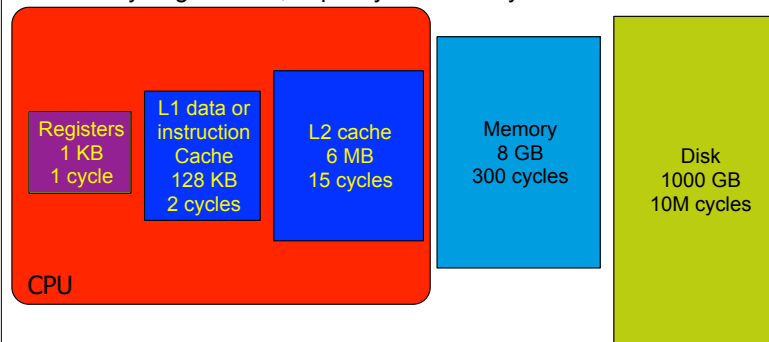 Registers
1 KB
1 cycle
L1 data or
instruction
Cache
128 KB
2 cycles
L2 cache
6 MB
15 cycles
Memory
8 GB
300 cycles
Disk
1000 GB
10M cycles
CPU